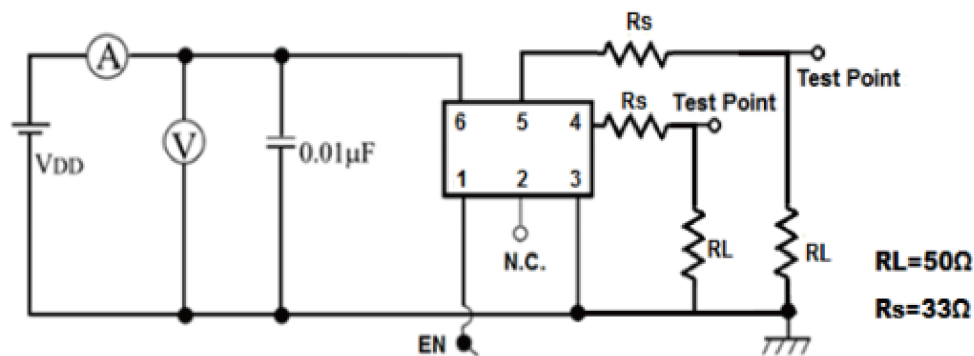 A
VDD
V
0.01µF
6 5 4
1 2 3
N.C.
EN
Rs
Test Point
Rs
Test Point
RL
RL
RL=50Ω
Rs=33Ω